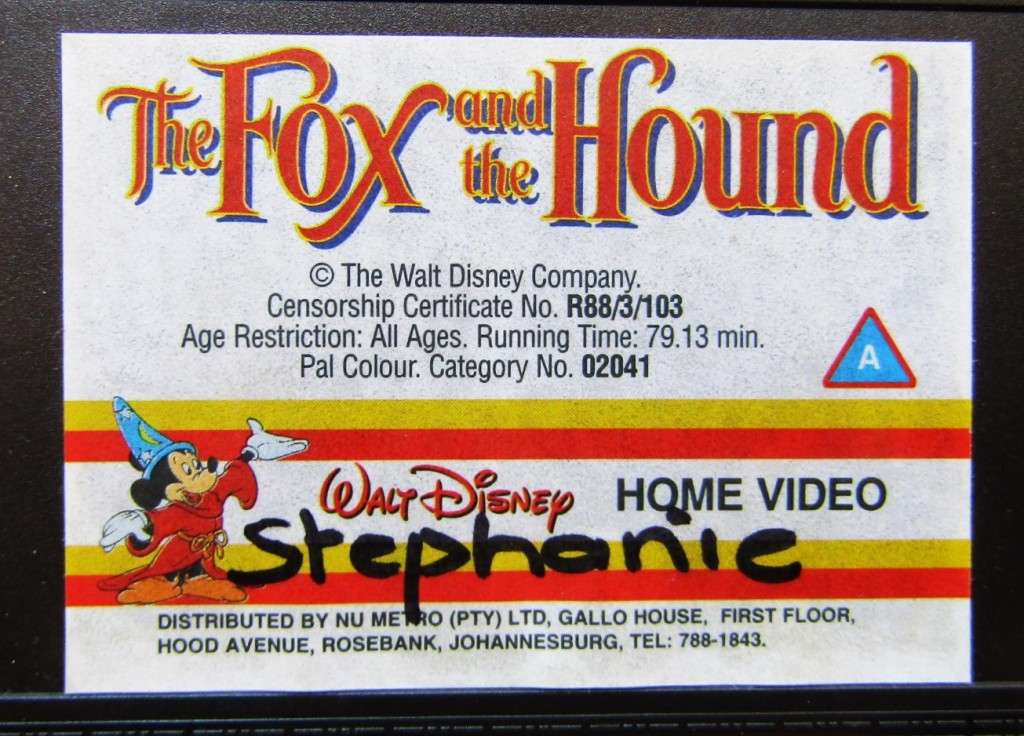 The Fox and the Hound
© The Walt Disney Company.
Censorship Certificate No. R88/3/103
Age Restriction: All Ages. Running Time: 79.13 min.
Pal Colour. Category No. 02041
A
WALT DISNEY HOME VIDEO
Stephanie
DISTRIBUTED BY NU METRO (PTY) LTD, GALLO HOUSE, FIRST FLOOR,
HOOD AVENUE, ROSEBANK, JOHANNESBURG, TEL: 788-1843.